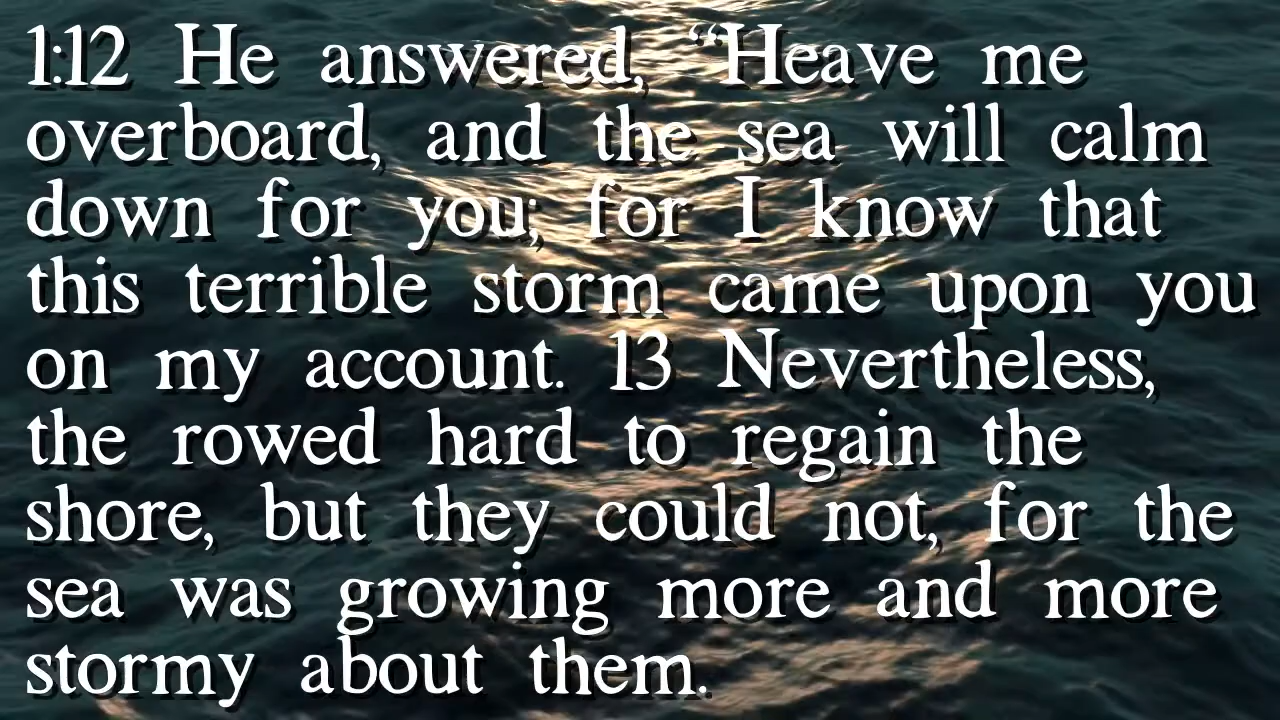 1:12 He answered, “Heave me
overboard, and the sea will calm
down for you; for I know that
this terrible storm came upon you
on my account. 13 Nevertheless,
the rowed hard to regain the
shore, but they could not, for the
sea was growing more and more
stormy about them.